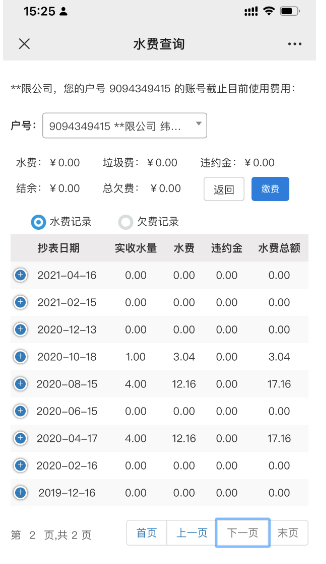 15:25
水费查询
**限公司，您的户号 9094349415 的账号截止目前使用费用：
户号： 9094349415 **限公司 纬...
水费：￥0.00 垃圾费：￥0.00 违约金：￥0.00
结余：￥0.00 总欠费：￥0.00 返回 缴费
水费记录 欠费记录
抄表日期 实收水量 水费 违约金 水费总额
2021-04-16 0.00 0.00 0.00 0.00
2021-02-15 0.00 0.00 0.00 0.00
2020-12-13 0.00 0.00 0.00 0.00
2020-10-18 1.00 3.04 0.00 3.04
2020-08-15 4.00 12.16 0.00 17.16
2020-06-15 0.00 0.00 0.00 0.00
2020-04-17 4.00 12.16 0.00 17.16
2020-02-16 0.00 0.00 0.00 0.00
2019-12-16 0.00 0.00 0.00 0.00
第 2 页,共 2 页 首页 上一页 下一页 末页